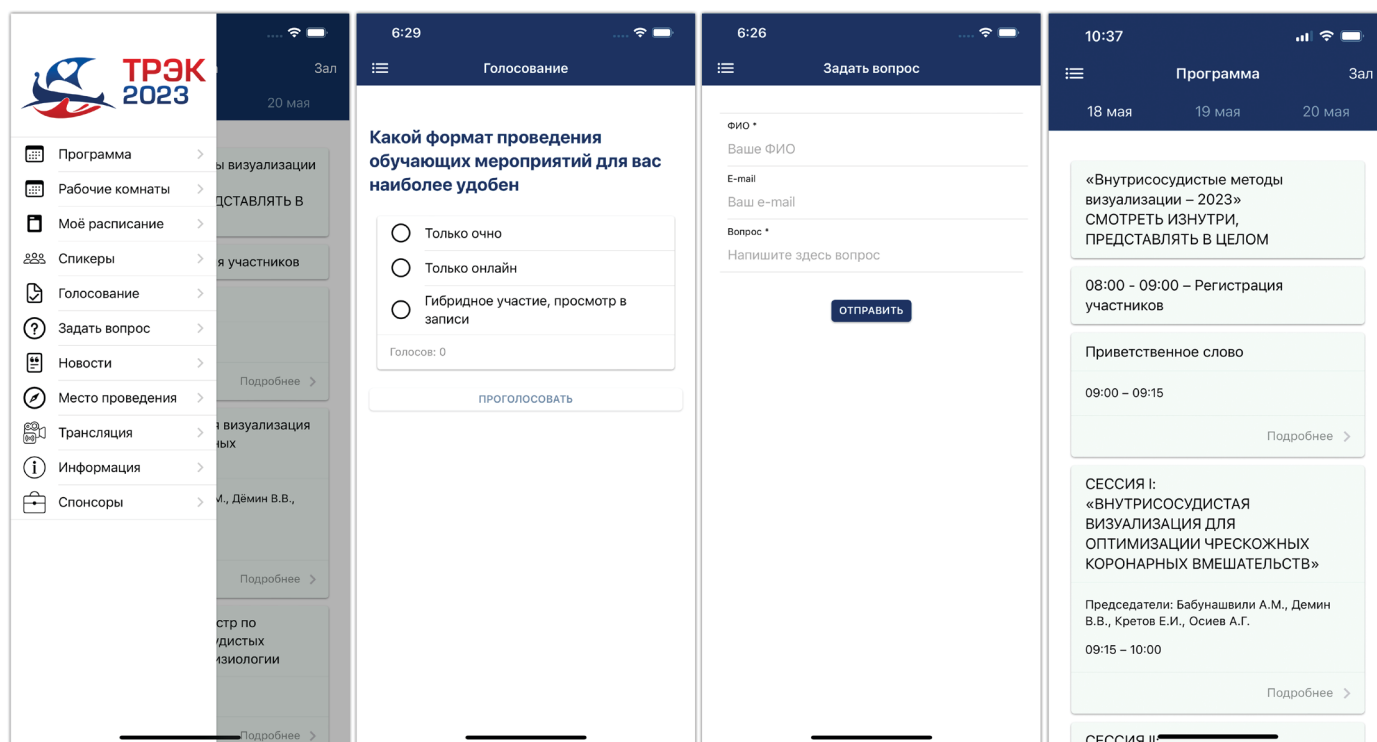 ТРЭК
2023
Программа
Рабочие комнаты
Моё расписание
Спикеры
Голосование
Задать вопрос
Новости
Место проведения
Трансляция
Информация
Спонсоры
Зал
20 мая
визуализации
ДСТАВЛЯТЬ В
участников
Подробнее
визуализация
М., Дёмин В.В.,
Подробнее
по
Подробнее
6:29
Голосование
Какой формат проведения
обучающих мероприятий для вас
наиболее удобен
Только очно
Только онлайн
Гибридное участие, просмотр в
записи
Голосов: 0
ПРОГОЛОСОВАТЬ
6:26
Задать вопрос
ФИО *
Ваше ФИО
E-mail
Ваш e-mail
Вопрос *
Напишите здесь вопрос
ОТПРАВИТЬ
10:37
Программа
Зал
18 мая 19 мая 20 мая
«Внутрисосудистые методы
визуализации – 2023»
СМОТРЕТЬ ИЗНУТРИ,
ПРЕДСТАВЛЯТЬ В ЦЕЛОМ
08:00 - 09:00 – Регистрация
участников
Приветственное слово
09:00 – 09:15
Подробнее
СЕССИЯ I:
«ВНУТРИСОСУДИСТАЯ
ВИЗУАЛИЗАЦИЯ ДЛЯ
ОПТИМИЗАЦИИ ЧРЕСКОЖНЫХ
КОРОНАРНЫХ ВМЕШАТЕЛЬСТВ»
Председатели: Бабунашвили А.М., Демин
В.В., Кретов Е.И., Осиев А.Г.
09:15 – 10:00
Подробнее
СЕССИЯ II: